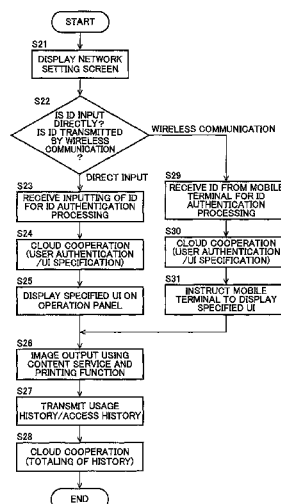 START
S21
DISPLAY NETWORK
SETTING SCREEN
S22
IS ID INPUT
DIRECTLY?
IS ID TRANSMITTED
BY WIRELESS
COMMUNICATION
?
WIRELESS COMMUNICATION
DIRECT INPUT
S23
RECEIVE INPUTTING OF ID
FOR ID AUTHENTICATION
PROCESSING
S24
CLOUD COOPERATION
(USER AUTHENTICATION
/UI SPECIFICATION)
S25
DISPLAY SPECIFIED UI ON
OPERATION PANEL
S29
RECEIVE ID FROM MOBILE
TERMINAL FOR ID
AUTHENTICATION
PROCESSING
S30
CLOUD COOPERATION
(USER AUTHENTICATION
/UI SPECIFICATION)
S31
INSTRUCT MOBILE
TERMINAL TO DISPLAY
SPECIFIED UI
S26
IMAGE OUTPUT USING
CONTENT SERVICE AND
PRINTING FUNCTION
S27
TRANSMIT USAGE
HISTORY/ACCESS HISTORY
S28
CLOUD COOPERATION
(TOTALING OF HISTORY)
END